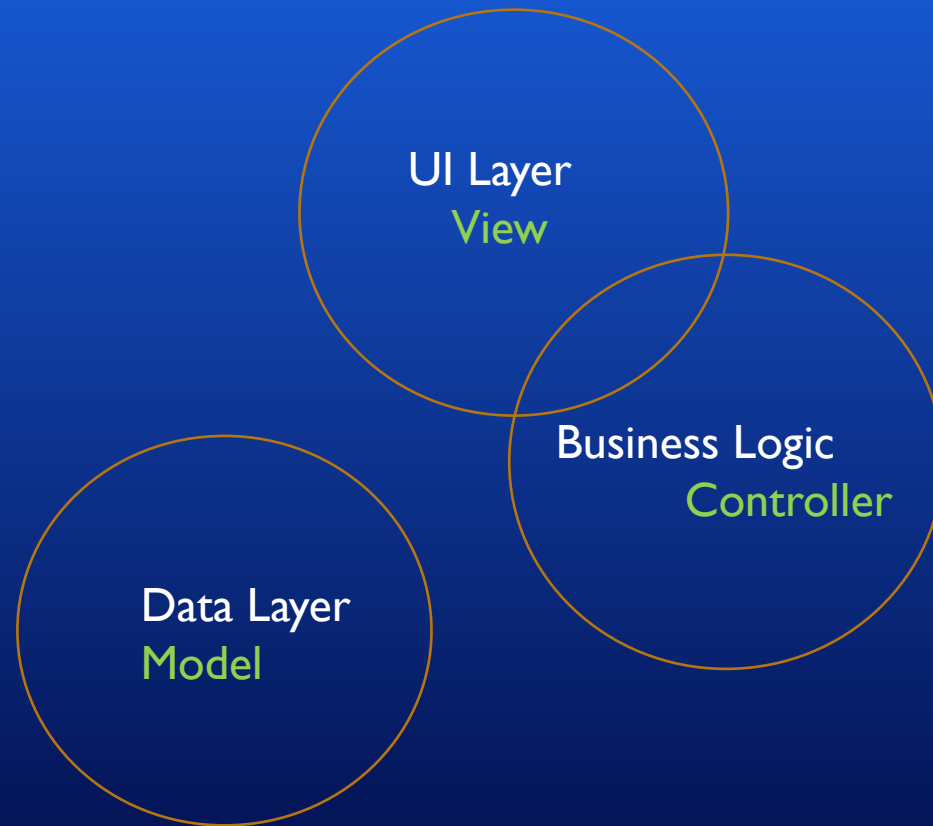 UI Layer
View
Business Logic
Controller
Data Layer
Model